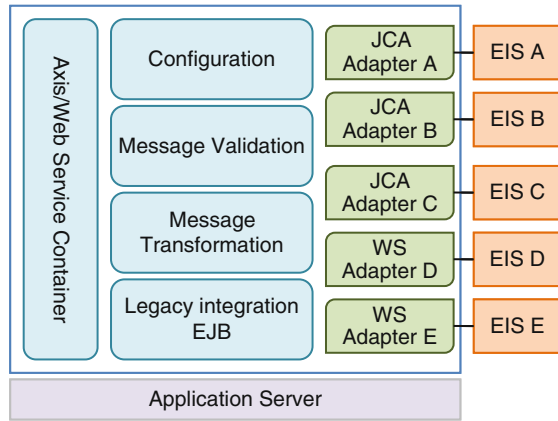 Axis/Web Service Container
Configuration
Message Validation
Message
Transformation
Legacy integration
EJB
JCA
Adapter A
EIS A
JCA
Adapter B
EIS B
JCA
Adapter C
EIS C
WS
Adapter D
EIS D
WS
Adapter E
EIS E
Application Server